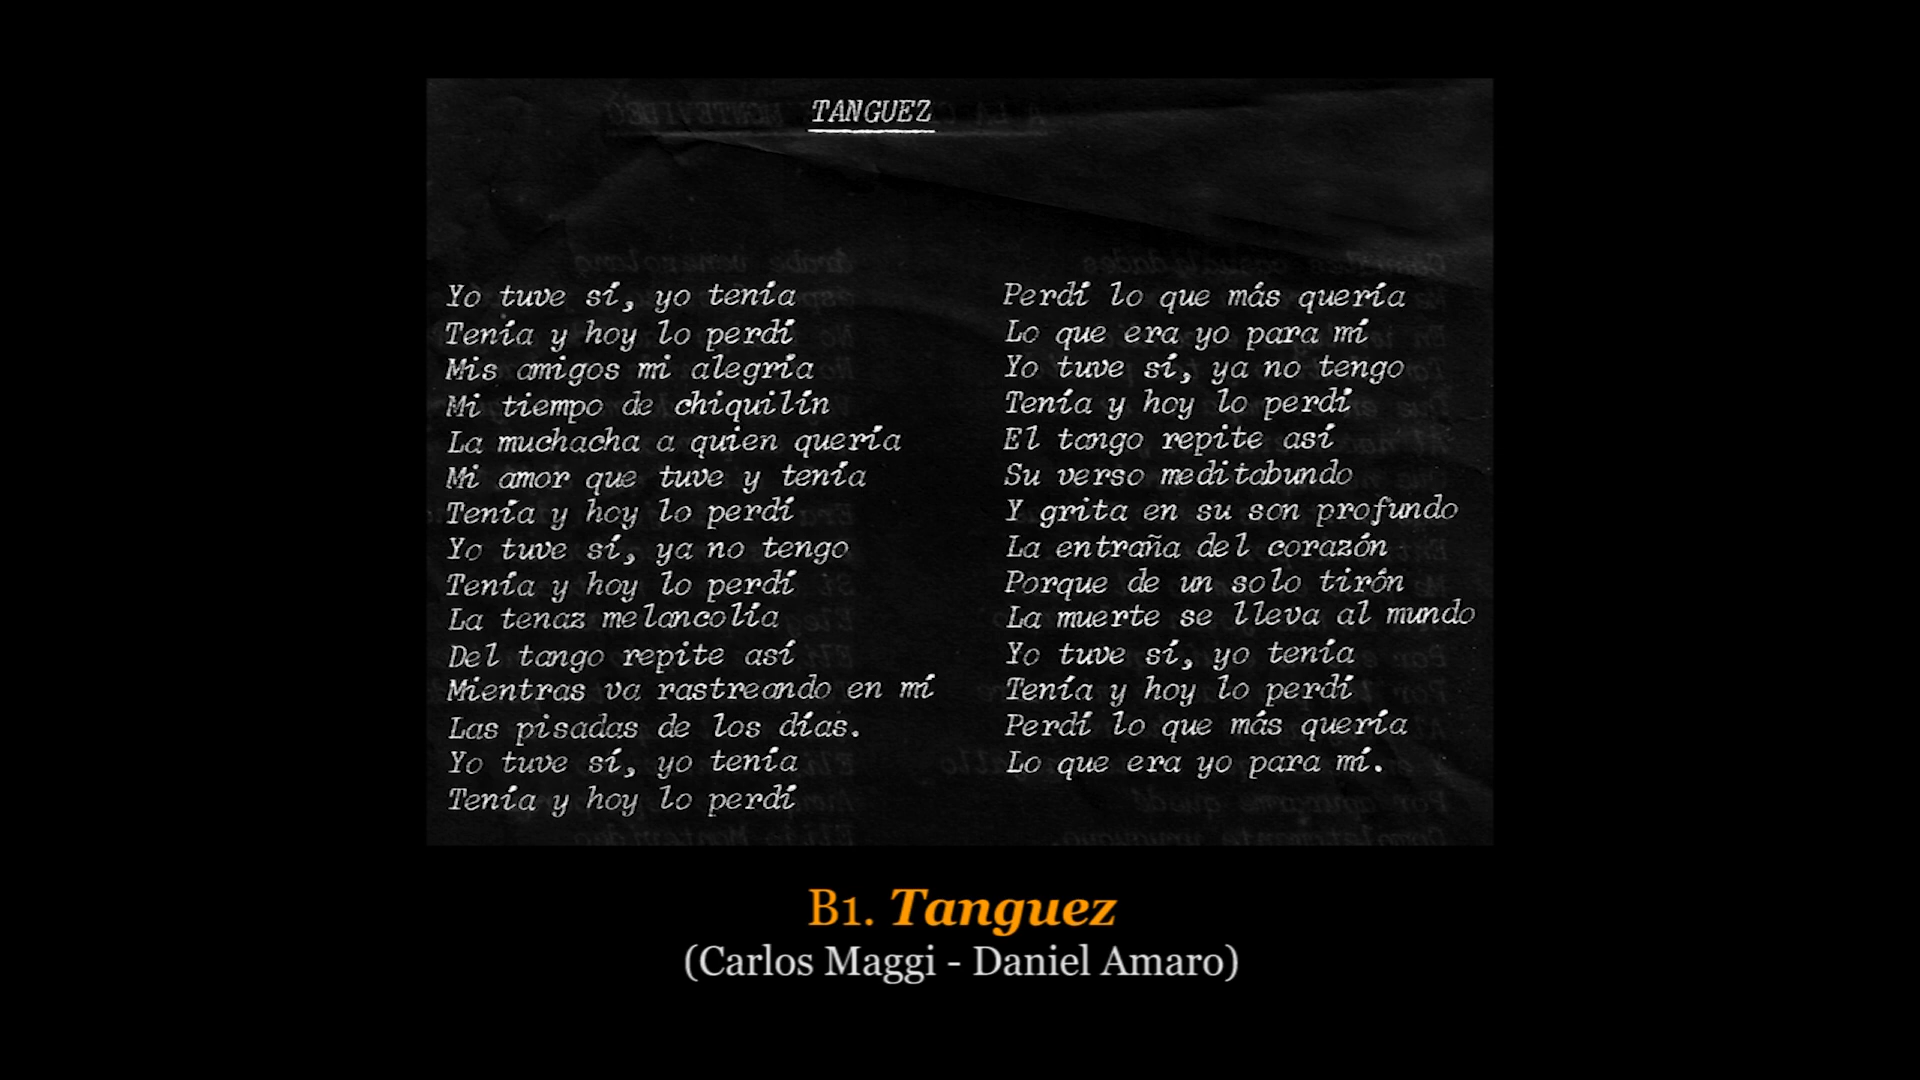 TANGUEZ
Yo tuve sí, yo tenía
Tenía y hoy lo perdí
Mis amigos mi alegría
Mi tiempo de chiquilín
La muchacha a quien quería
Mi amor que tuve y tenía
Tenía y hoy lo perdí
Yo tuve sí, ya no tengo
Tenía y hoy lo perdí
La tenaz melancolía
Del tango repite así
Mientras va rastreando en mí
Las pisadas de los días.
Yo tuve sí, yo tenía
Tenía y hoy lo perdí
Perdí lo que más quería
Lo que era yo para mí
Yo tuve sí, ya no tengo
Tenía y hoy lo perdí
El tango repite así
Su verso meditabundo
Y grita en su son profundo
La entraña del corazón
Porque de un solo tirón
La muerte se lleva al mundo
Yo tuve sí, yo tenía
Tenía y hoy lo perdí
Perdí lo que más quería
Lo que era yo para mí.
B1. Tanguez
(Carlos Maggi - Daniel Amaro)